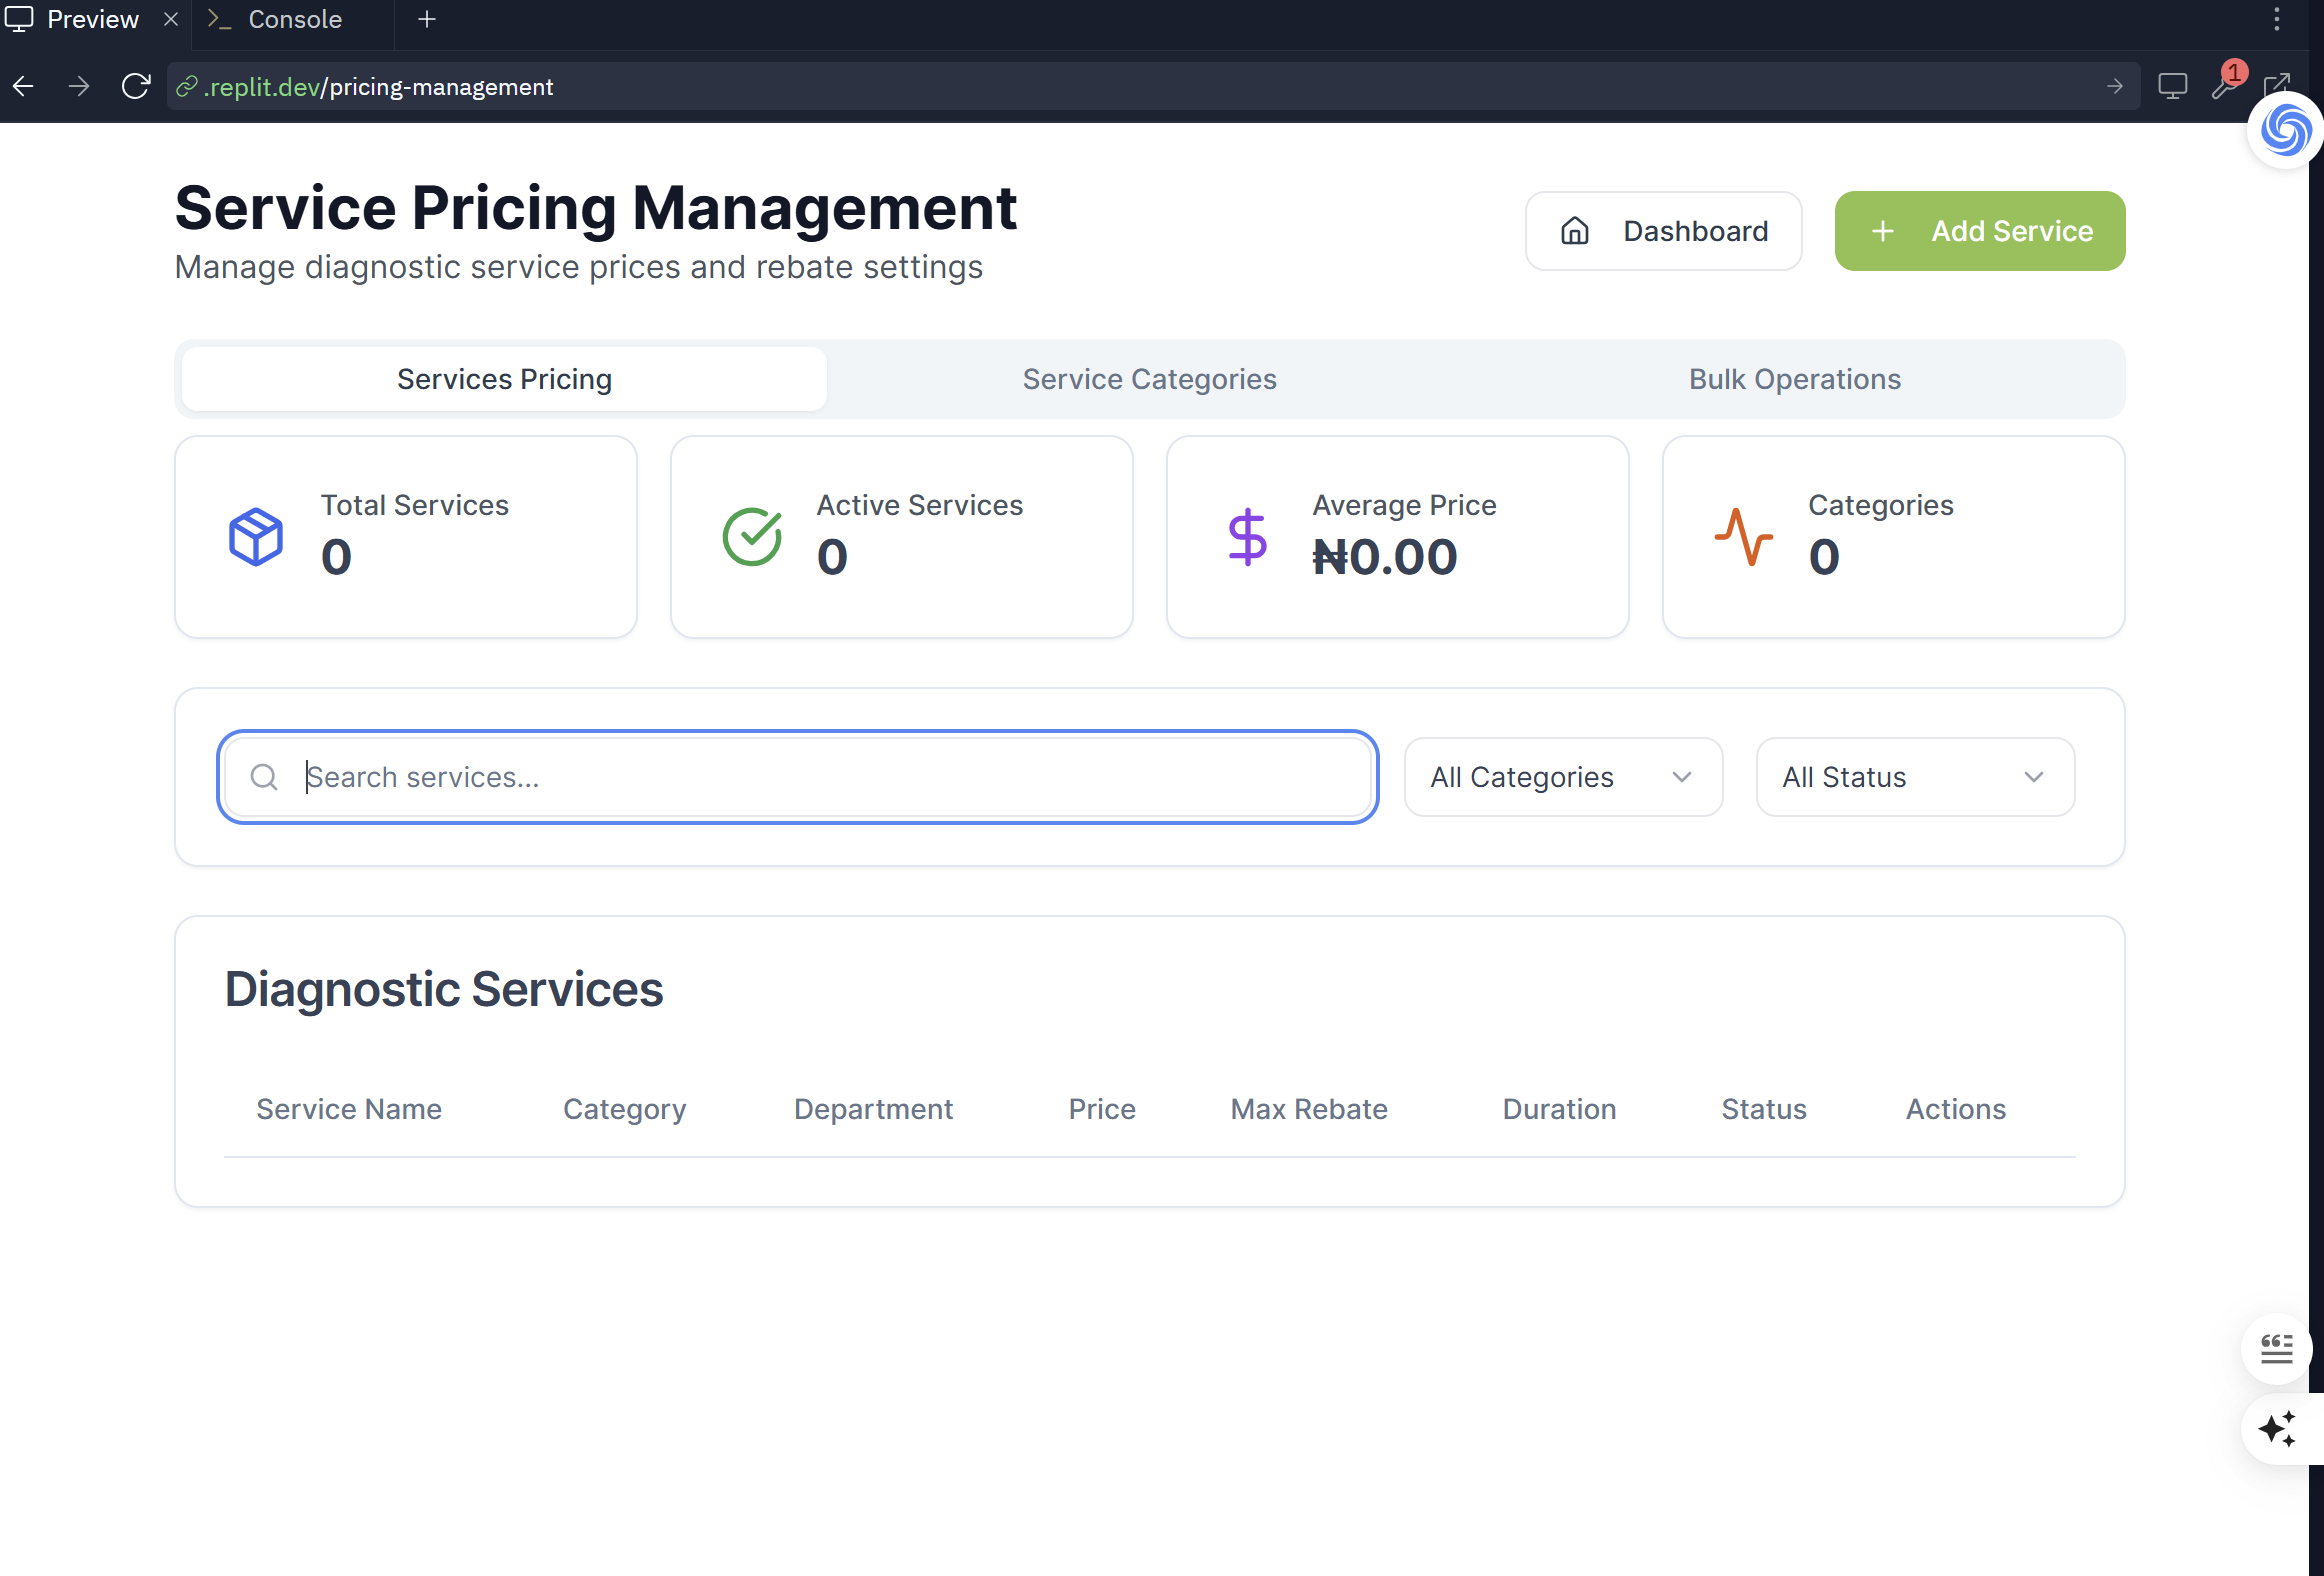 Preview
Console
.replit.dev/pricing-management
1
Service Pricing Management
Manage diagnostic service prices and rebate settings
Dashboard
Add Service
Services Pricing
Service Categories
Bulk Operations
Total Services
0
Active Services
0
Average Price
₦0.00
Categories
0
Search services...
All Categories
All Status
Diagnostic Services
Service Name Category Department Price Max Rebate Duration Status Actions